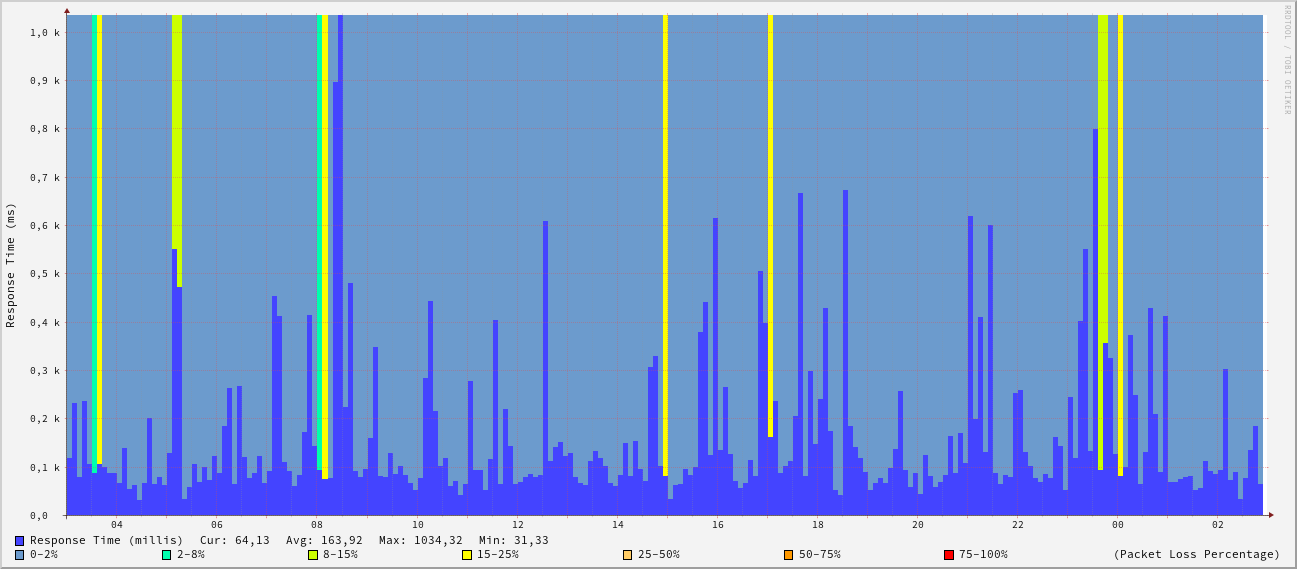 RRDTOOL / TOBI OETIKER
Response Time (ms)
1,0 k
0,9 k
0,8 k
0,7 k
0,6 k
0,5 k
0,4 k
0,3 k
0,2 k
0,1 k
0,0
04 06 08 10 12 14 16 18 20 22 00 02
Response Time (millis) Cur: 64,13 Avg: 163,92 Max: 1034,32 Min: 31,33
0-2% 2-8% 8-15% 15-25% 25-50% 50-75% 75-100% (Packet Loss Percentage)